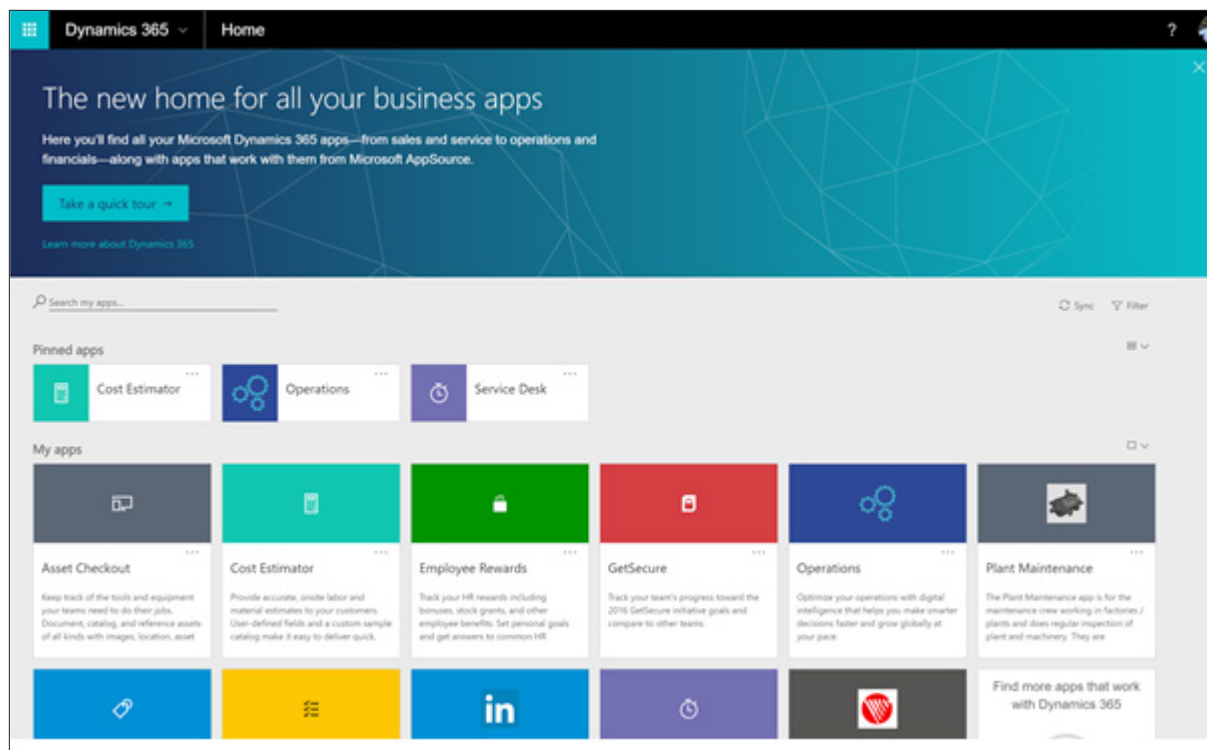 Dynamics 365
Home
?
The new home for all your business apps
Here you'll find all your Microsoft Dynamics 365 apps—from sales and service to operations and
financials—along with apps that work with them from Microsoft AppSource.
Take a quick tour →
Learn more about Dynamics 365
Search my apps...
Sync
Filter
Pinned apps
Cost Estimator
Operations
Service Desk
My apps
Asset Checkout
Keep track of the tools and equipment
your teams need to do their jobs.
Document, catalog, and reference assets
of all kinds with images, location, asset
Cost Estimator
Provide accurate, onsite labor and
material estimates to your customers.
User-defined fields and a custom sample
catalog make it easy to deliver quick,
Employee Rewards
Track your HR rewards including
bonuses, stock grants, and other
employee benefits. Set personal goals
and get answers to common HR
GetSecure
Track your team's progress toward the
2016 GetSecure initiative goals and
compare to other teams
Operations
Optimize your operations with digital
intelligence that helps you make smarter
decisions faster and grow globally at
your pace.
Plant Maintenance
The Plant Maintenance app is for the
maintenance crew working in factories /
plants and does regular inspection of
plant and machinery. They are
in
Find more apps that work
with Dynamics 365